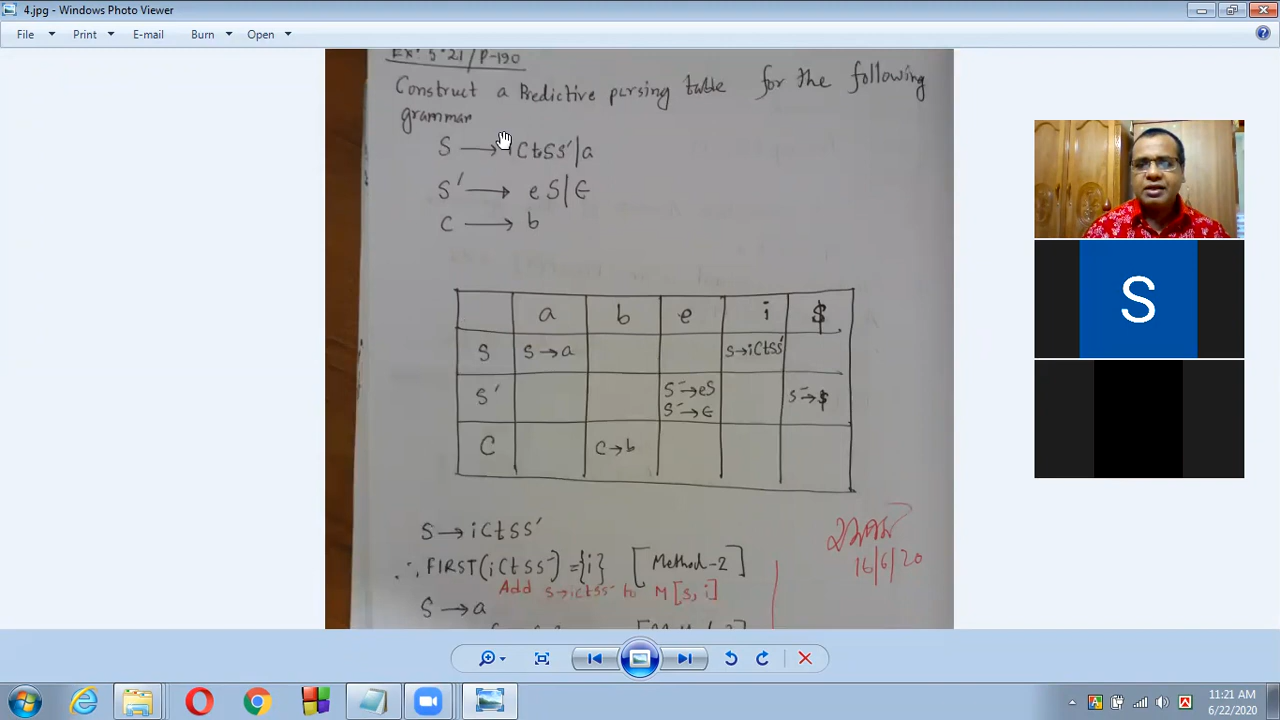 4.jpg - Windows Photo Viewer
File Print E-mail Burn Open
Ex: 5.21/P-190
Construct a Predictive parsing table for the following
grammar
S → iCtSS'|a
S' → eS|ϵ
C → b
a b e i $
S S→a S→iCtSS'
S' S'→eS S'→$
S'→ϵ
C C→b
S → iCtSS'
∴ FIRST(iCtSS') = {i} [Method-2]
Add S→iCtSS' to M[S, i]
S → a
16/6/20
S
11:21 AM
6/22/2020